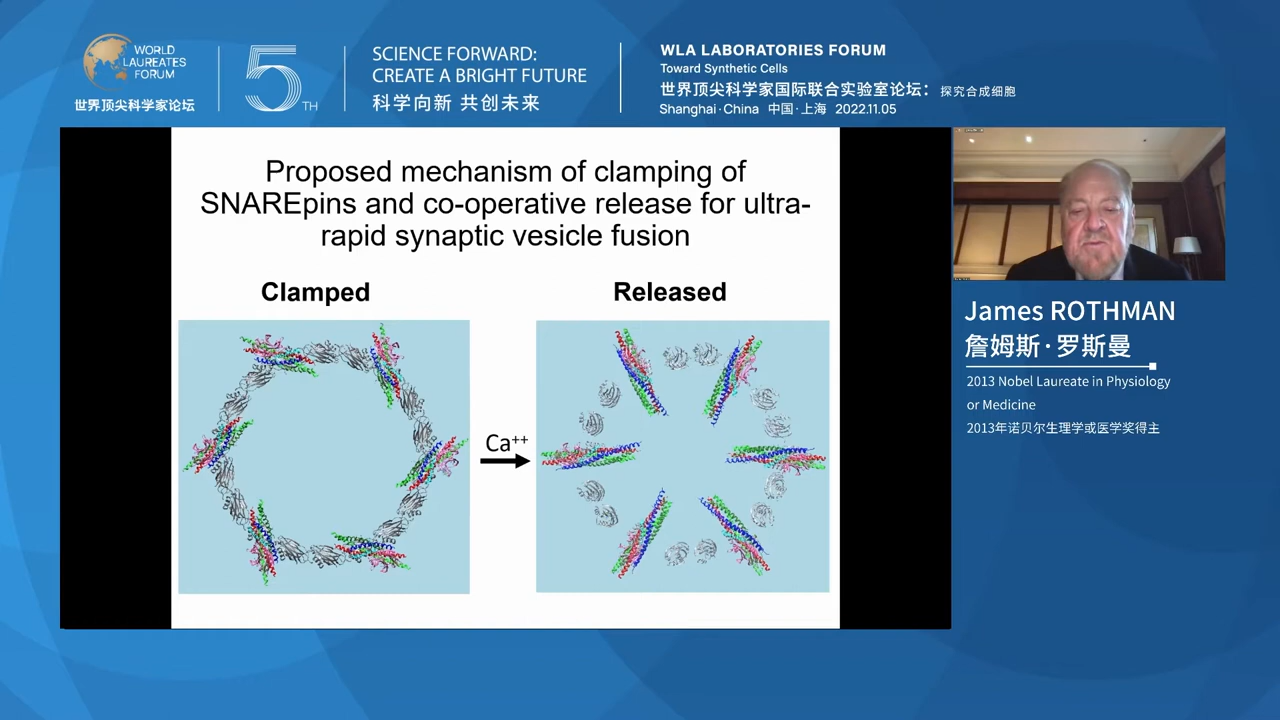 WORLD
LAUREATES
FORUM
世界顶尖科学家论坛
5TH
SCIENCE FORWARD:
CREATE A BRIGHT FUTURE
科学向新 共创未来
WLA LABORATORIES FORUM
Toward Synthetic Cells
世界顶尖科学家国际联合实验室论坛：探究合成细胞
Shanghai·China 中国·上海 2022.11.05
Proposed mechanism of clamping of
SNAREpins and co-operative release for ultra-
rapid synaptic vesicle fusion
Clamped
Released
Ca++
James ROTHMAN
詹姆斯·罗斯曼
2013 Nobel Laureate in Physiology
or Medicine
2013年诺贝尔生理学或医学奖得主